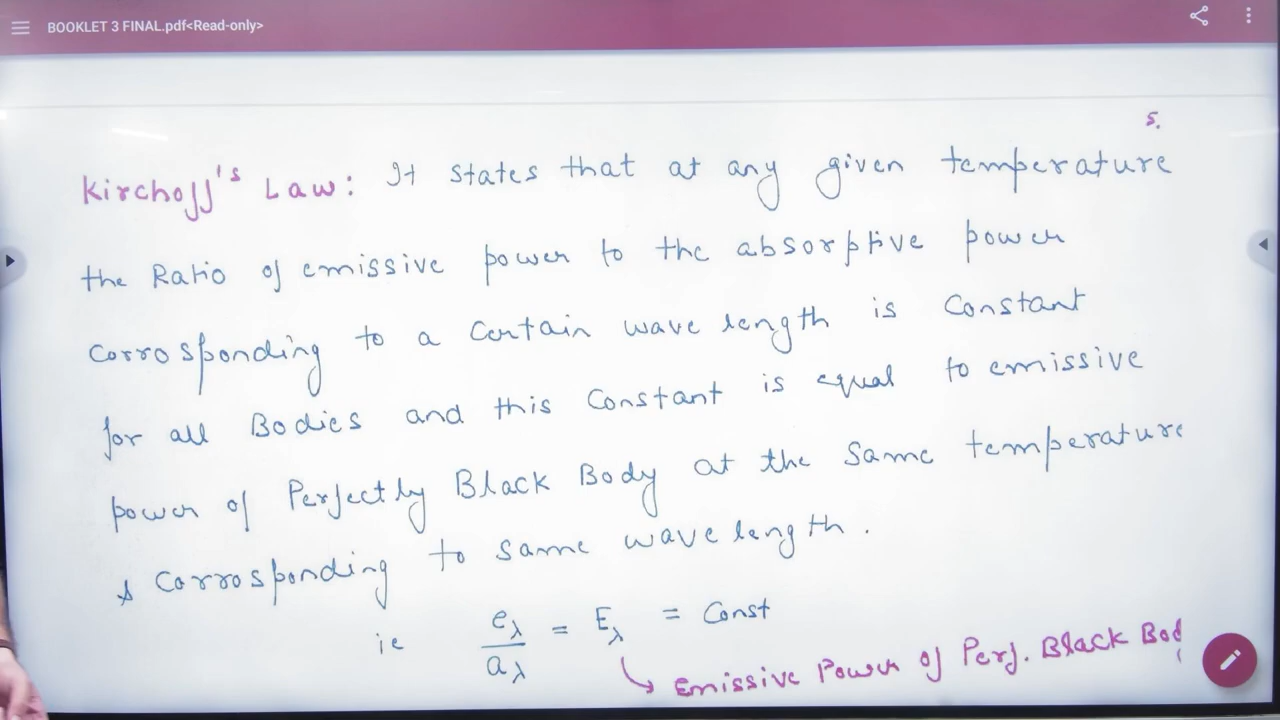 BOOKLET 3 FINAL.pdf<Read-only>
5.
Kirchoff's Law: It states that at any given temperature
the Ratio of emissive power to the absorptive power
Corrosponding to a Certain wave length is Constant
for all Bodies and this Constant is equal to emissive
power of Perfectly Black Body at the Same temperature
& Corrosponding to same wave length.
ie eλ/aλ = Eλ = Const
Emissive Power of Perf. Black Bod